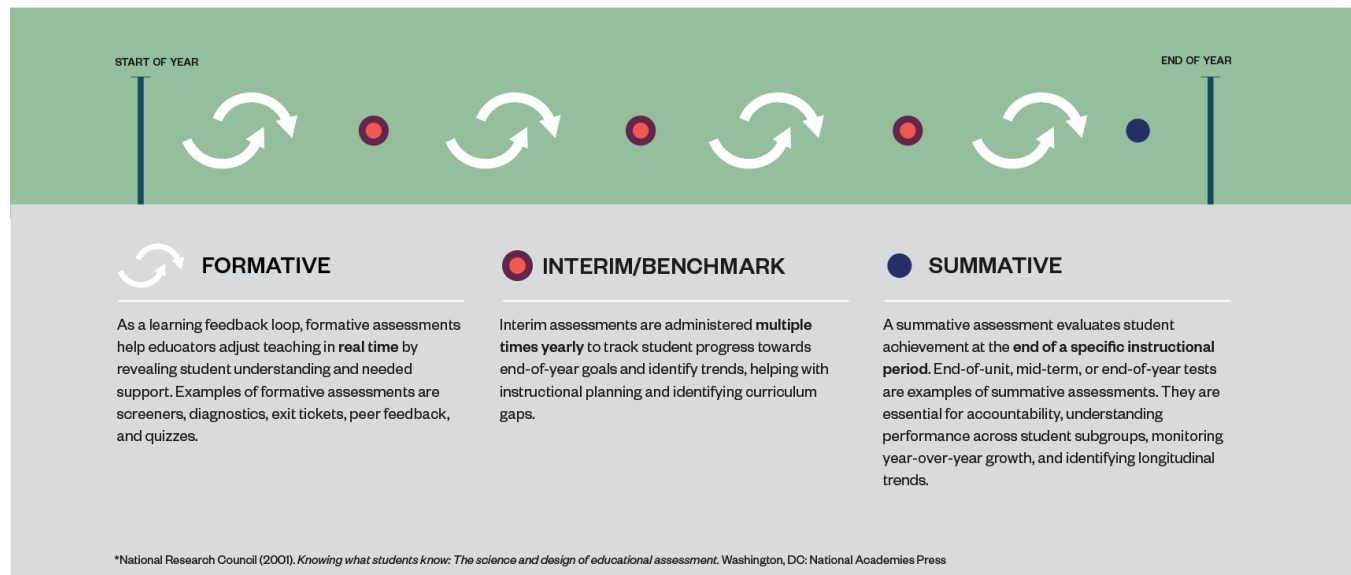 START OF YEAR
END OF YEAR
FORMATIVE
As a learning feedback loop, formative assessments
help educators adjust teaching in real time by
revealing student understanding and needed
support. Examples of formative assessments are
screeners, diagnostics, exit tickets, peer feedback,
and quizzes.
INTERIM/BENCHMARK
Interim assessments are administered multiple
times yearly to track student progress towards
end-of-year goals and identify trends, helping with
instructional planning and identifying curriculum
gaps.
SUMMATIVE
A summative assessment evaluates student
achievement at the end of a specific instructional
period. End-of-unit, mid-term, or end-of-year tests
are examples of summative assessments. They are
essential for accountability, understanding
performance across student subgroups, monitoring
year-over-year growth, and identifying longitudinal
trends.
*National Research Council (2001). Knowing what students know: The science and design of educational assessment. Washington, DC: National Academies Press